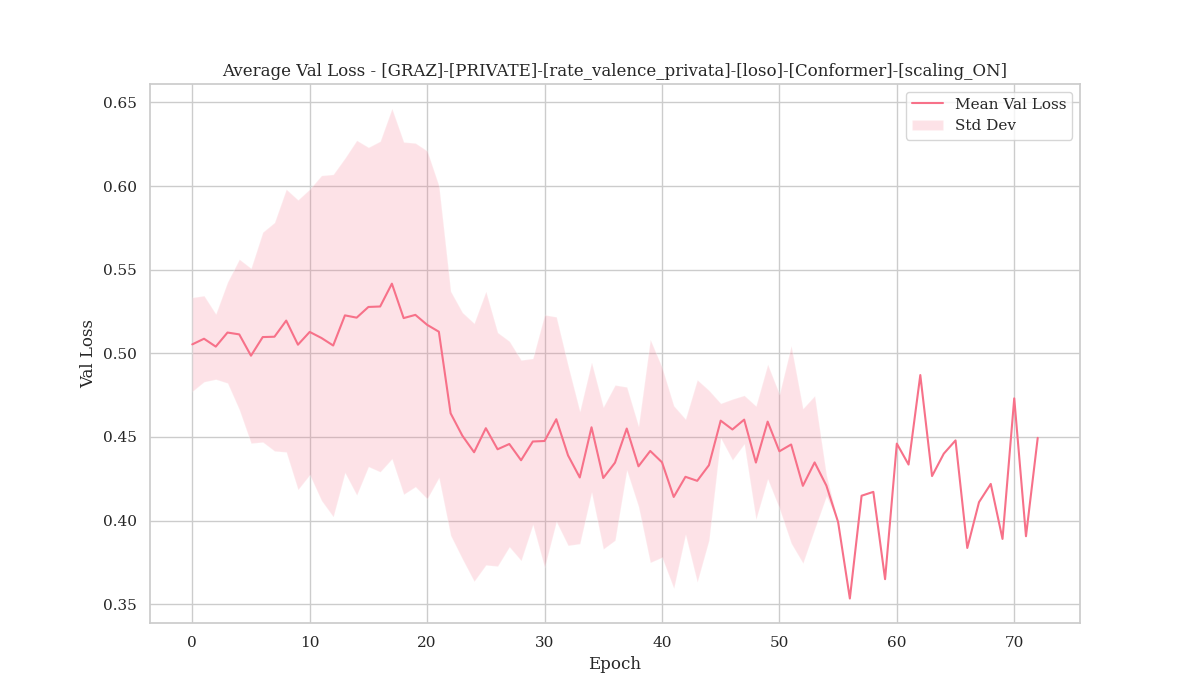 Average Val Loss - [GRAZ]-[PRIVATE]-[rate_valence_privata]-[loso]-[Conformer]-[scaling_ON]
Mean Val Loss
Std Dev
0.65
0.60
0.55
0.50
0.45
0.40
0.35
Val Loss
0 10 20 30 40 50 60 70
Epoch